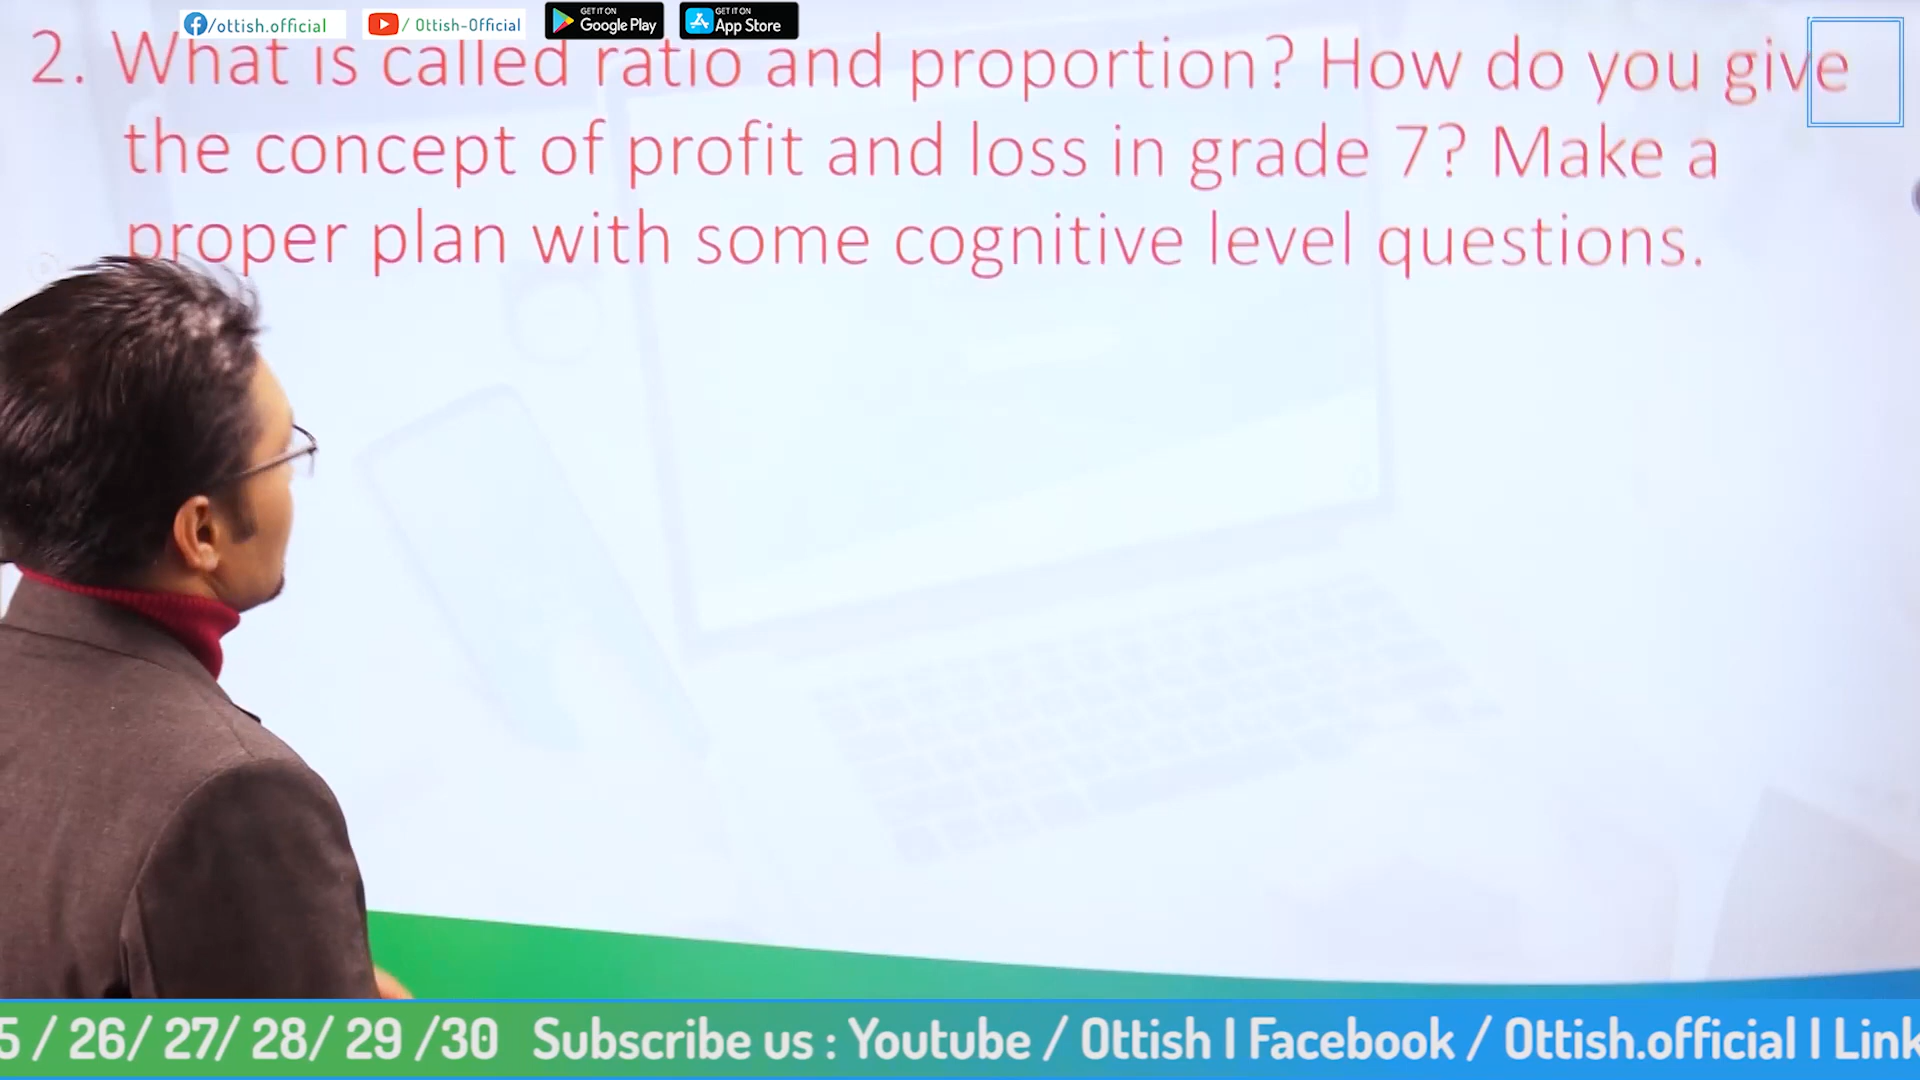 /ottish.official / Ottish-Official GET IT ON Google Play GET IT ON App Store
2. What is called ratio and proportion? How do you give
the concept of profit and loss in grade 7? Make a
proper plan with some cognitive level questions.
5 / 26/ 27/ 28/ 29 /30 Subscribe us : Youtube / Ottish I Facebook / Ottish.official I Link